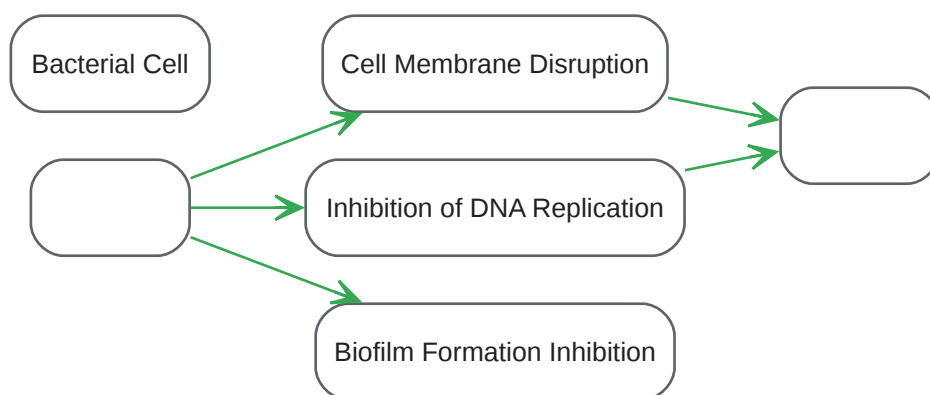 Bacterial Cell
Cell Membrane Disruption
Inhibition of DNA Replication
Biofilm Formation Inhibition